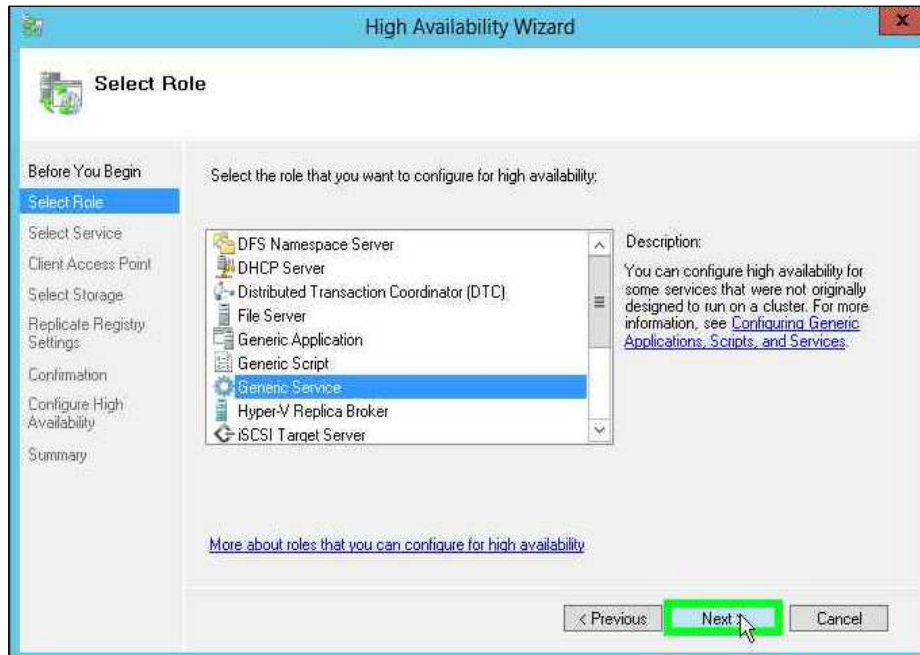 High Availability Wizard
x
Select Role
Before You Begin
Select Role
Select Service
Client Access Point
Select Storage
Replicate Registry
Settings
Confirmation
Configure High
Availability
Summary
Select the role that you want to configure for high availability:
DFS Namespace Server
DHCP Server
Distributed Transaction Coordinator (DTC)
File Server
Generic Application
Generic Script
Generic Service
Hyper-V Replica Broker
iSCSI Target Server
Description:
You can configure high availability for
some services that were not originally
designed to run on a cluster. For more
information, see Configuring Generic
Applications, Scripts, and Services.
More about roles that you can configure for high availability
< Previous
Next >
Cancel